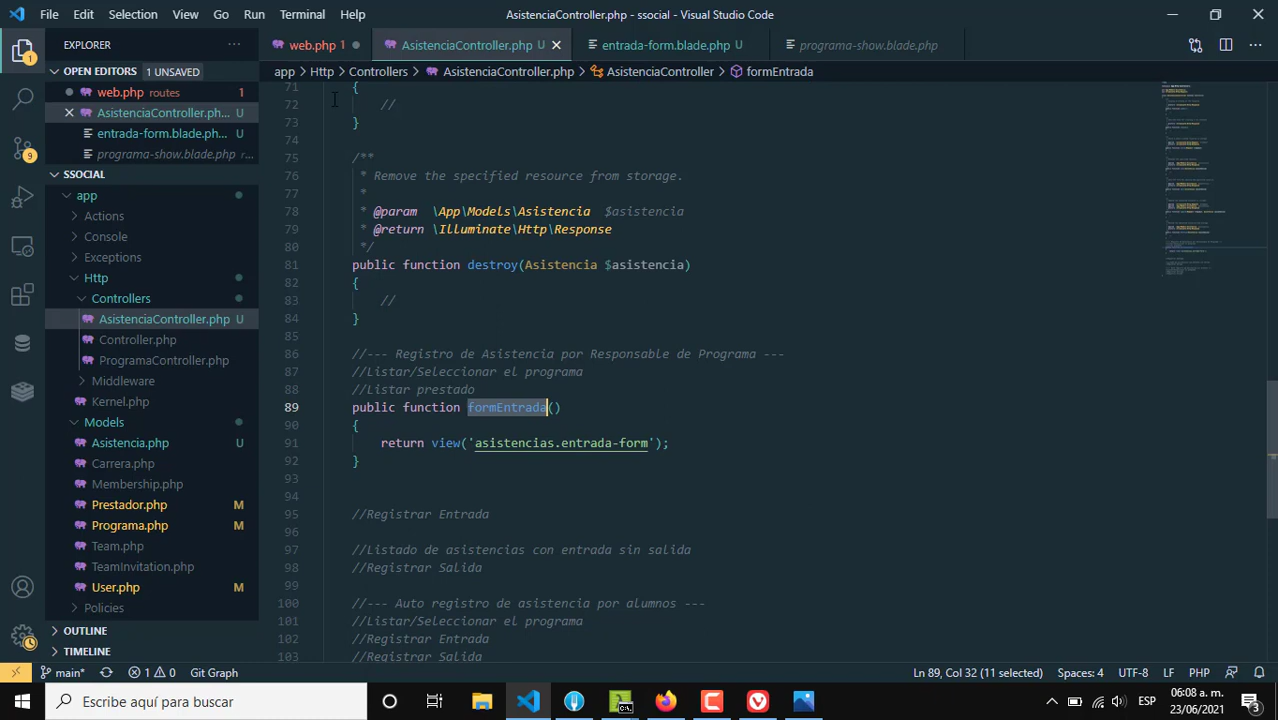 File Edit Selection View Go Run Terminal Help
AsistenciaController.php - ssocial - Visual Studio Code
EXPLORER
web.php 1
AsistenciaController.php U
entrada-form.blade.php U
programa-show.blade.php
OPEN EDITORS 1 UNSAVED
web.php routes 1
AsistenciaController.ph... U
entrada-form.blade.ph... U
programa-show.blade.php ...
SSOCIAL
app
Actions
Console
Exceptions
Http
Controllers
AsistenciaController.php U
Controller.php
ProgramaController.php
Middleware
Kernel.php
Models
Asistencia.php U
Carrera.php
Membership.php
Prestador.php M
Programa.php M
Team.php
TeamInvitation.php
User.php M
Policies
OUTLINE
TIMELINE
app > Http > Controllers > AsistenciaController.php > AsistenciaController > formEntrada
71 {
72 //
73 }
74
75 /**
76 * Remove the specified resource from storage.
77 *
78 * @param \App\Models\Asistencia $asistencia
79 * @return \Illuminate\Http\Response
80 */
81 public function destroy(Asistencia $asistencia)
82 {
83 //
84 }
85
86 //--- Registro de Asistencia por Responsable de Programa ---
87 //Listar/Seleccionar el programa
88 //Listar prestado
89 public function formEntrada()
90 {
91 return view('asistencias.entrada-form');
92 }
93
94
95 //Registrar Entrada
96
97 //Listado de asistencias con entrada sin salida
98 //Registrar Salida
99
100 //--- Auto registro de asistencia por alumnos ---
101 //Listar/Seleccionar el programa
102 //Registrar Entrada
103 //Registrar Salida
1
9
main* 1 0 Git Graph
Ln 89, Col 32 (11 selected) Spaces: 4 UTF-8 LF PHP
Escribe aquí para buscar
ESP
06:08 a. m.
23/06/2021
3